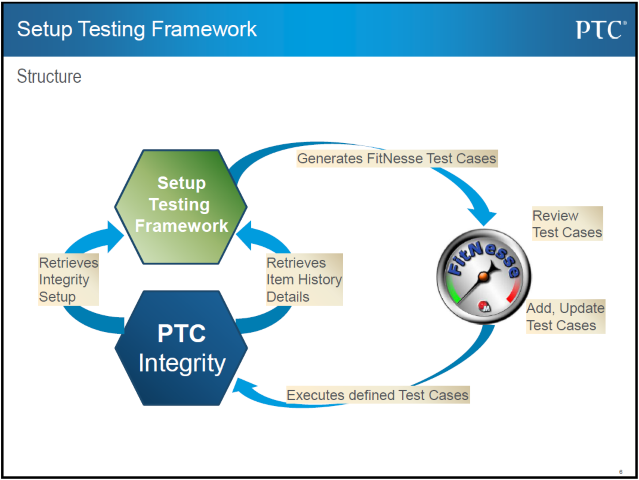 Setup Testing Framework
PTC®
Structure
Generates FitNesse Test Cases
Setup
Testing
Framework
Review
Test Cases
FitNesse
Retrieves
Integrity
Setup
Retrieves
Item History
Details
Add, Update
Test Cases
PTC
Integrity
Executes defined Test Cases
6